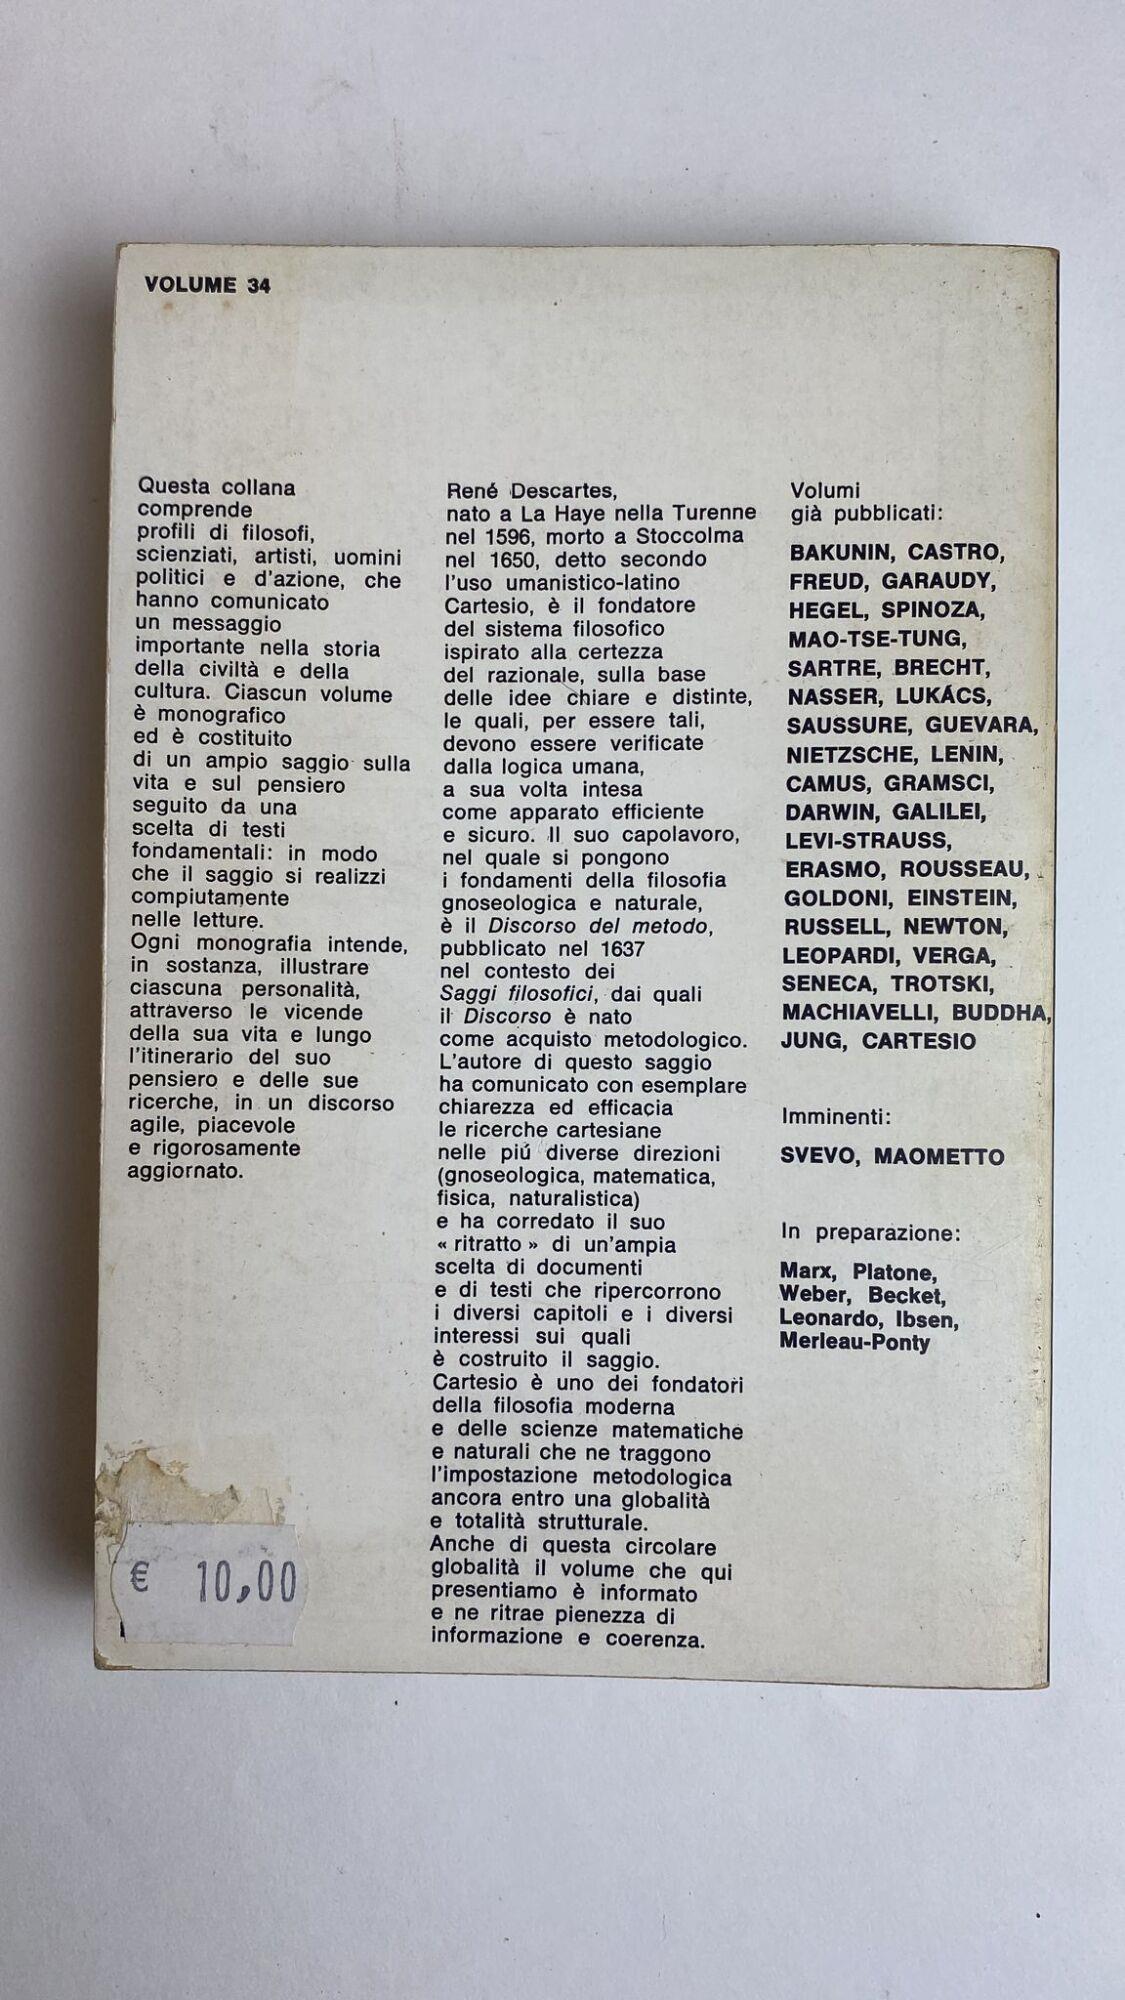 VOLUME 34
Questa collana
comprende
profili di filosofi,
scienziati, artisti, uomini
politici e d'azione, che
hanno comunicato
un messaggio
importante nella storia
della civiltà e della
cultura. Ciascun volume
è monografico
ed è costituito
di un ampio saggio sulla
vita e sul pensiero
seguito da una
scelta di testi
fondamentali: in modo
che il saggio si realizzi
compiutamente
nelle letture.
Ogni monografia intende,
in sostanza, illustrare
ciascuna personalità,
attraverso le vicende
della sua vita e lungo
l'itinerario del suo
pensiero e delle sue
ricerche, in un discorso
agile, piacevole
e rigorosamente
aggiornato.
René Descartes,
nato a La Haye nella Turenne
nel 1596, morto a Stoccolma
nel 1650, detto secondo
l'uso umanistico-latino
Cartesio, è il fondatore
del sistema filosofico
ispirato alla certezza
del razionale, sulla base
delle idee chiare e distinte,
le quali, per essere tali,
devono essere verificate
dalla logica umana,
a sua volta intesa
come apparato efficiente
e sicuro. Il suo capolavoro,
nel quale si pongono
i fondamenti della filosofia
gnoseologica e naturale,
è il Discorso del metodo,
pubblicato nel 1637
nel contesto dei
Saggi filosofici, dai quali
il Discorso è nato
come acquisto metodologico.
L'autore di questo saggio
ha comunicato con esemplare
chiarezza ed efficacia
le ricerche cartesiane
nelle piú diverse direzioni
(gnoseologica, matematica,
fisica, naturalistica)
e ha corredato il suo
« ritratto » di un'ampia
scelta di documenti
e di testi che ripercorrono
i diversi capitoli e i diversi
interessi sui quali
è costruito il saggio.
Cartesio è uno dei fondatori
della filosofia moderna
e delle scienze matematiche
e naturali che ne traggono
l'impostazione metodologica
ancora entro una globalità
e totalità strutturale.
Anche di questa circolare
globalità il volume che qui
presentiamo è informato
e ne ritrae pienezza di
informazione e coerenza.
Volumi
già pubblicati:
BAKUNIN, CASTRO,
FREUD, GARAUDY,
HEGEL, SPINOZA,
MAO-TSE-TUNG,
SARTRE, BRECHT,
NASSER, LUKÁCS,
SAUSSURE, GUEVARA,
NIETZSCHE, LENIN,
CAMUS, GRAMSCI,
DARWIN, GALILEI,
LEVI-STRAUSS,
ERASMO, ROUSSEAU,
GOLDONI, EINSTEIN,
RUSSELL, NEWTON,
LEOPARDI, VERGA,
SENECA, TROTSKI,
MACHIAVELLI, BUDDHA,
JUNG, CARTESIO
Imminenti:
SVEVO, MAOMETTO
In preparazione:
Marx, Platone,
Weber, Becket,
Leonardo, Ibsen,
Merleau-Ponty
€ 10,00